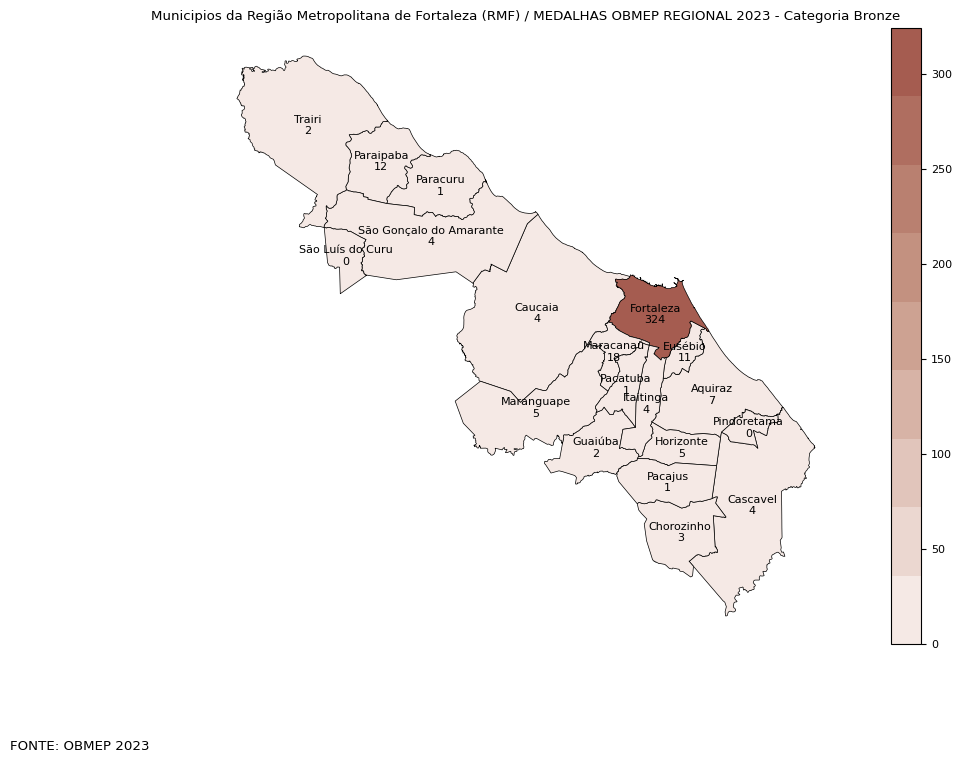 Municipios da Região Metropolitana de Fortaleza (RMF) / MEDALHAS OBMEP REGIONAL 2023 - Categoria Bronze
Trairi
2
Paraipaba
12
Paracuru
1
São Gonçalo do Amarante
4
São Luís do Curu
0
Caucaia
4
Fortaleza
324
Maracanaú
18
Eusébio
11
Pacatuba
1
Itaitinga
4
Aquiraz
7
Maranguape
5
Pindoretama
0
Guaiúba
2
Horizonte
5
Pacajus
1
Cascavel
4
Chorozinho
3
300
250
200
150
100
50
0
FONTE: OBMEP 2023